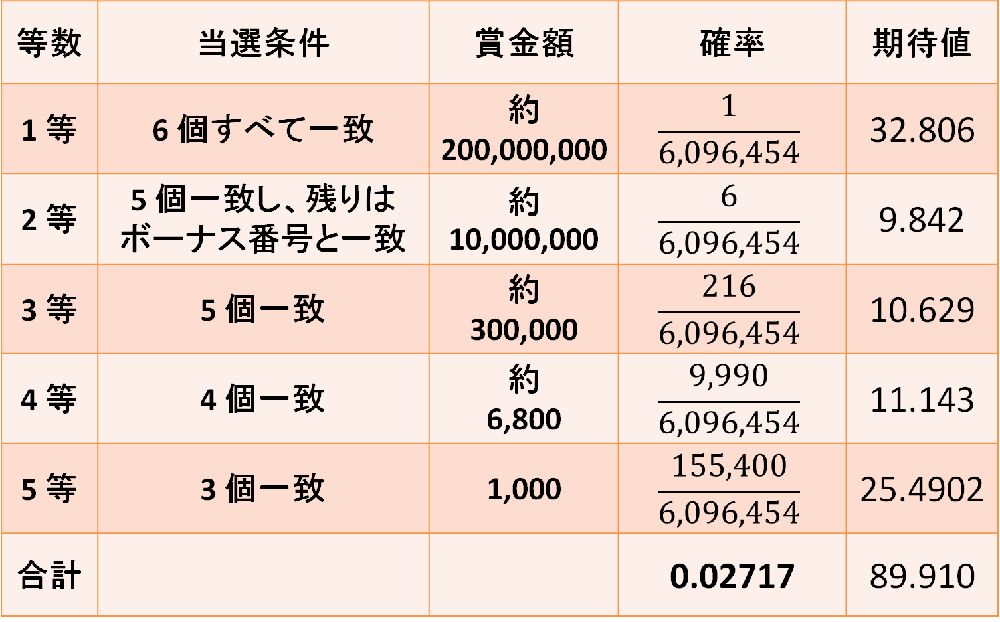 等数 当選条件 賞金額 確率 期待値
1等 6個すべて一致 約 200,000,000 1/6,096,454 32.806
2等 5個一致し、残りは ボーナス番号と一致 約 10,000,000 6/6,096,454 9.842
3等 5個一致 約 300,000 216/6,096,454 10.629
4等 4個一致 約 6,800 9,990/6,096,454 11.143
5等 3個一致 1,000 155,400/6,096,454 25.4902
合計 0.02717 89.910